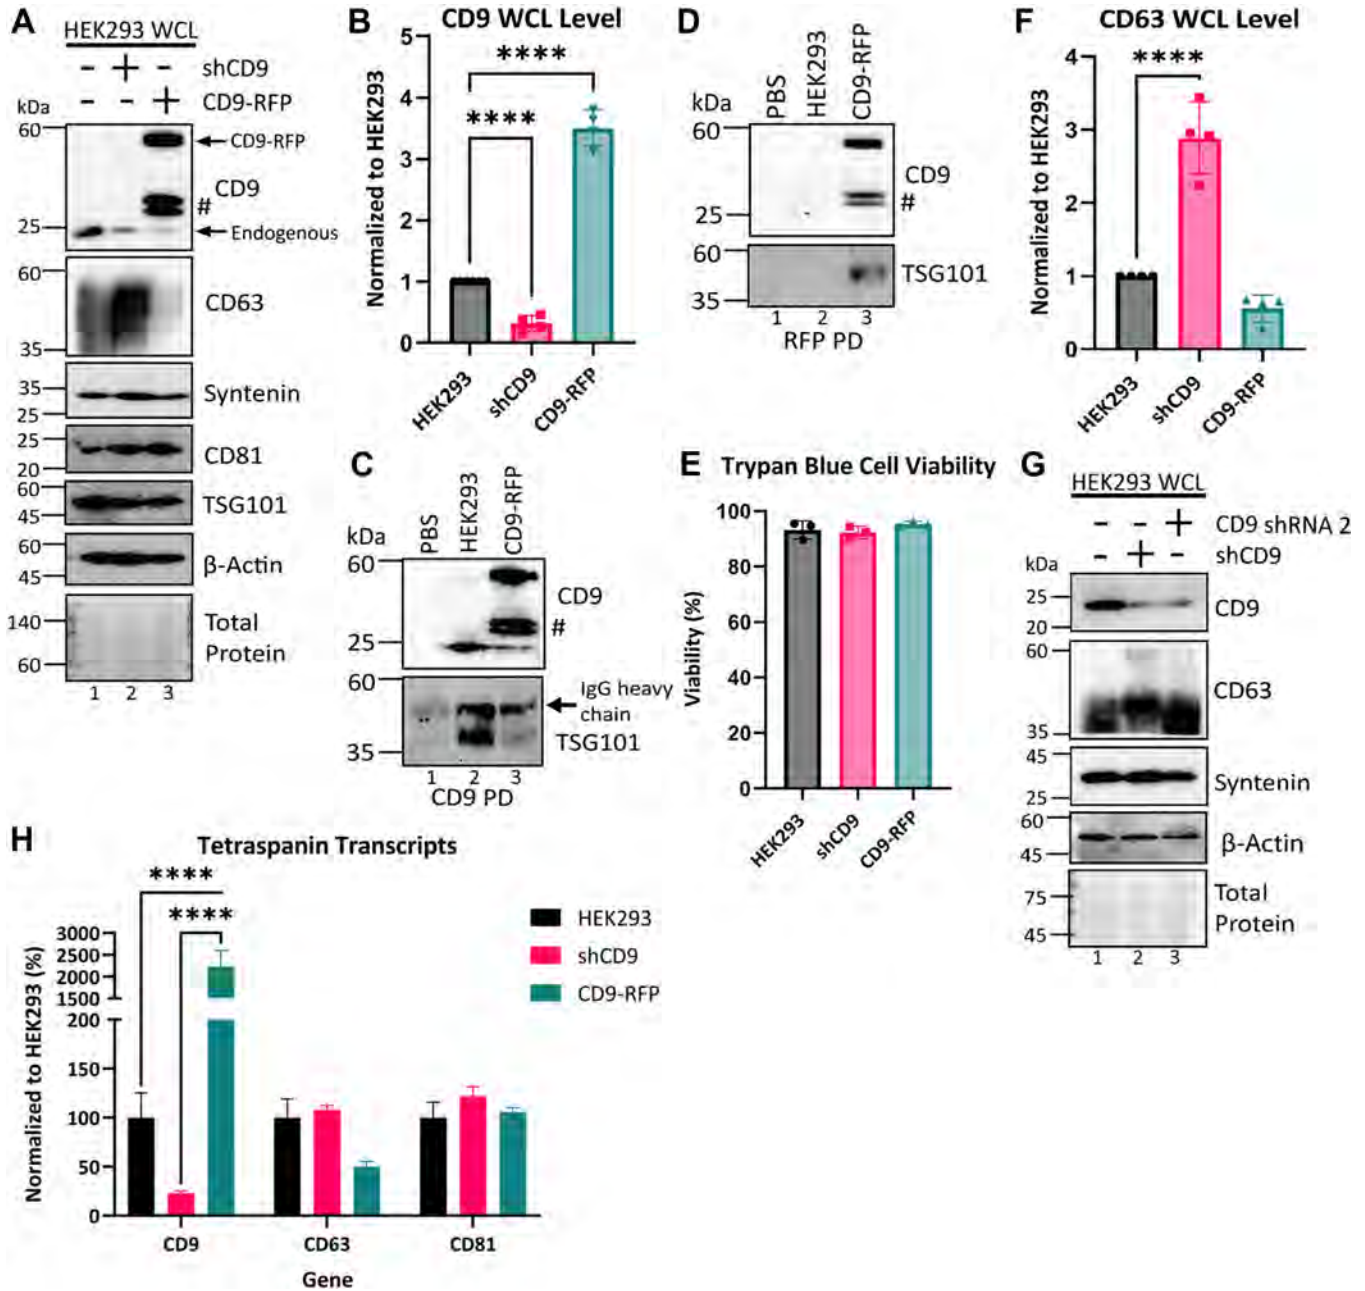 A
HEK293 WCL
- + - shCD9
- - + CD9-RFP
kDa
60
CD9-RFP
CD9
#
25
Endogenous
60
CD63
35
35
Syntenin
25
25
CD81
20
60
TSG101
45
60
β-Actin
45
140
Total
Protein
60
1 2 3
B
CD9 WCL Level
Normalized to HEK293
5
4
3
2
1
0
****
****
HEK293
shCD9
CD9-RFP
C
PBS
HEK293
CD9-RFP
kDa
60
CD9
#
25
60
IgG heavy
chain
TSG101
35
1 2 3
CD9 PD
D
PBS
HEK293
CD9-RFP
kDa
60
CD9
#
25
50
TSG101
35
1 2 3
RFP PD
E
Trypan Blue Cell Viability
Viability (%)
100
80
60
40
20
0
HEK293
shCD9
CD9-RFP
F
CD63 WCL Level
Normalized to HEK293
4
3
2
1
0
****
HEK293
shCD9
CD9-RFP
G
HEK293 WCL
- - + CD9 shRNA 2
- + - shCD9
kDa
25
CD9
20
60
CD63
35
45
Syntenin
25
60
β-Actin
45
75
Total
Protein
45
1 2 3
H
Tetraspanin Transcripts
Normalized to HEK293 (%)
****
****
3000
2500
2000
1500
200
150
100
50
0
HEK293
shCD9
CD9-RFP
CD9 CD63 CD81
Gene